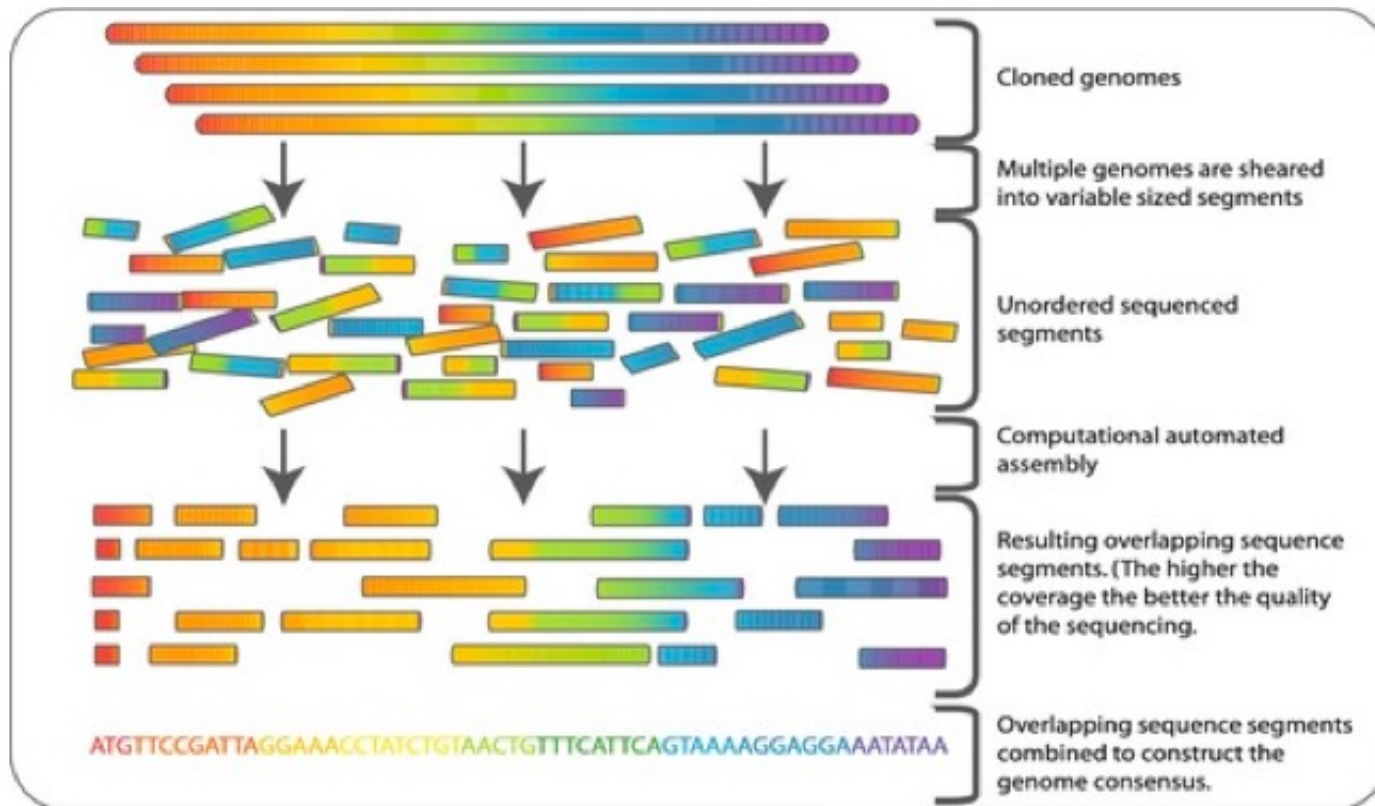 Cloned genomes
Multiple genomes are sheared
into variable sized segments
Unordered sequenced
segments
Computational automated
assembly
Resulting overlapping sequence
segments. (The higher the
coverage the better the quality
of the sequencing.
ATGTTCCGATTAGGAAACCTATCTGTAACTGTTTCATTCAGTAAAAGGAGGAAATATAA
Overlapping sequence segments
combined to construct the
genome consensus.